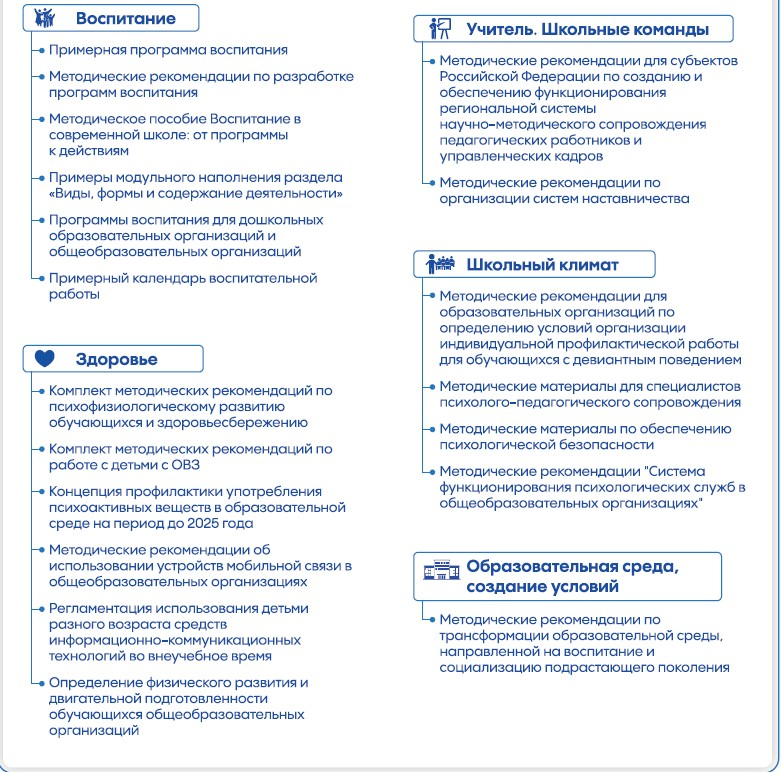 Воспитание
Примерная программа воспитания
Методические рекомендации по разработке
программ воспитания
Методическое пособие Воспитание в
современной школе: от программы
к действиям
Примеры модульного наполнения раздела
«Виды, формы и содержание деятельности»
Программы воспитания для дошкольных
образовательных организаций и
общеобразовательных организаций
Примерный календарь воспитательной
работы
Здоровье
Комплект методических рекомендаций по
психофизиологическому развитию
обучающихся и здоровьесбережению
Комплект методических рекомендаций по
работе с детьми с ОВЗ
Концепция профилактики употребления
психоактивных веществ в образовательной
среде на период до 2025 года
Методические рекомендации об
использовании устройств мобильной связи в
общеобразовательных организациях
Регламентация использования детьми
разного возраста средств
информационно-коммуникационных
технологий во внеучебное время
Определение физического развития и
двигательной подготовленности
обучающихся общеобразовательных
организаций
Учитель. Школьные команды
Методические рекомендации для субъектов
Российской Федерации по созданию и
обеспечению функционирования
региональной системы
научно-методического сопровождения
педагогических работников и
управленческих кадров
Методические рекомендации по
организации систем наставничества
Школьный климат
Методические рекомендации для
образовательных организаций по
определению условий организации
индивидуальной профилактической работы
для обучающихся с девиантным поведением
Методические материалы для специалистов
психолого-педагогического сопровождения
Методические материалы по обеспечению
психологической безопасности
Методические рекомендации "Система
функционирования психологических служб в
общеобразовательных организациях"
Образовательная среда,
создание условий
Методические рекомендации по
трансформации образовательной среды,
направленной на воспитание и
социализацию подрастающего поколения